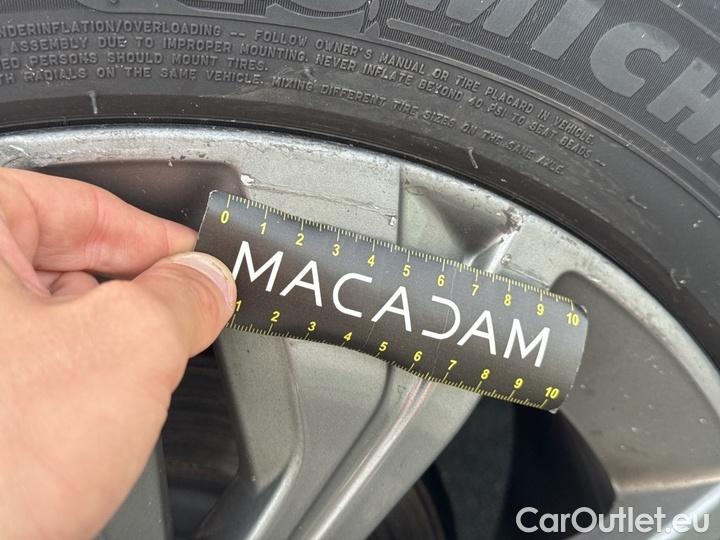 MICH
NDERINFLATION/OVERLOADING -- FOLLOW OWNER'S MANUAL OR TIRE PLACARD IN VEHICLE.
ASSEMBLY DUE TO IMPROPER MOUNTING. NEVER INFLATE BEYOND 40 PSI TO SEAT BEADS --
ED PERSONS SHOULD MOUNT TIRES.
TH RADIALS ON THE SAME VEHICLE. MIXING DIFFERENT TIRE SIZES ON THE SAME AXLE.
0 1 2 3 4 5 6 7 8 9 10
MACADAM
1 2 3 4 5 6 7 8 9 10
CarOutlet.eu